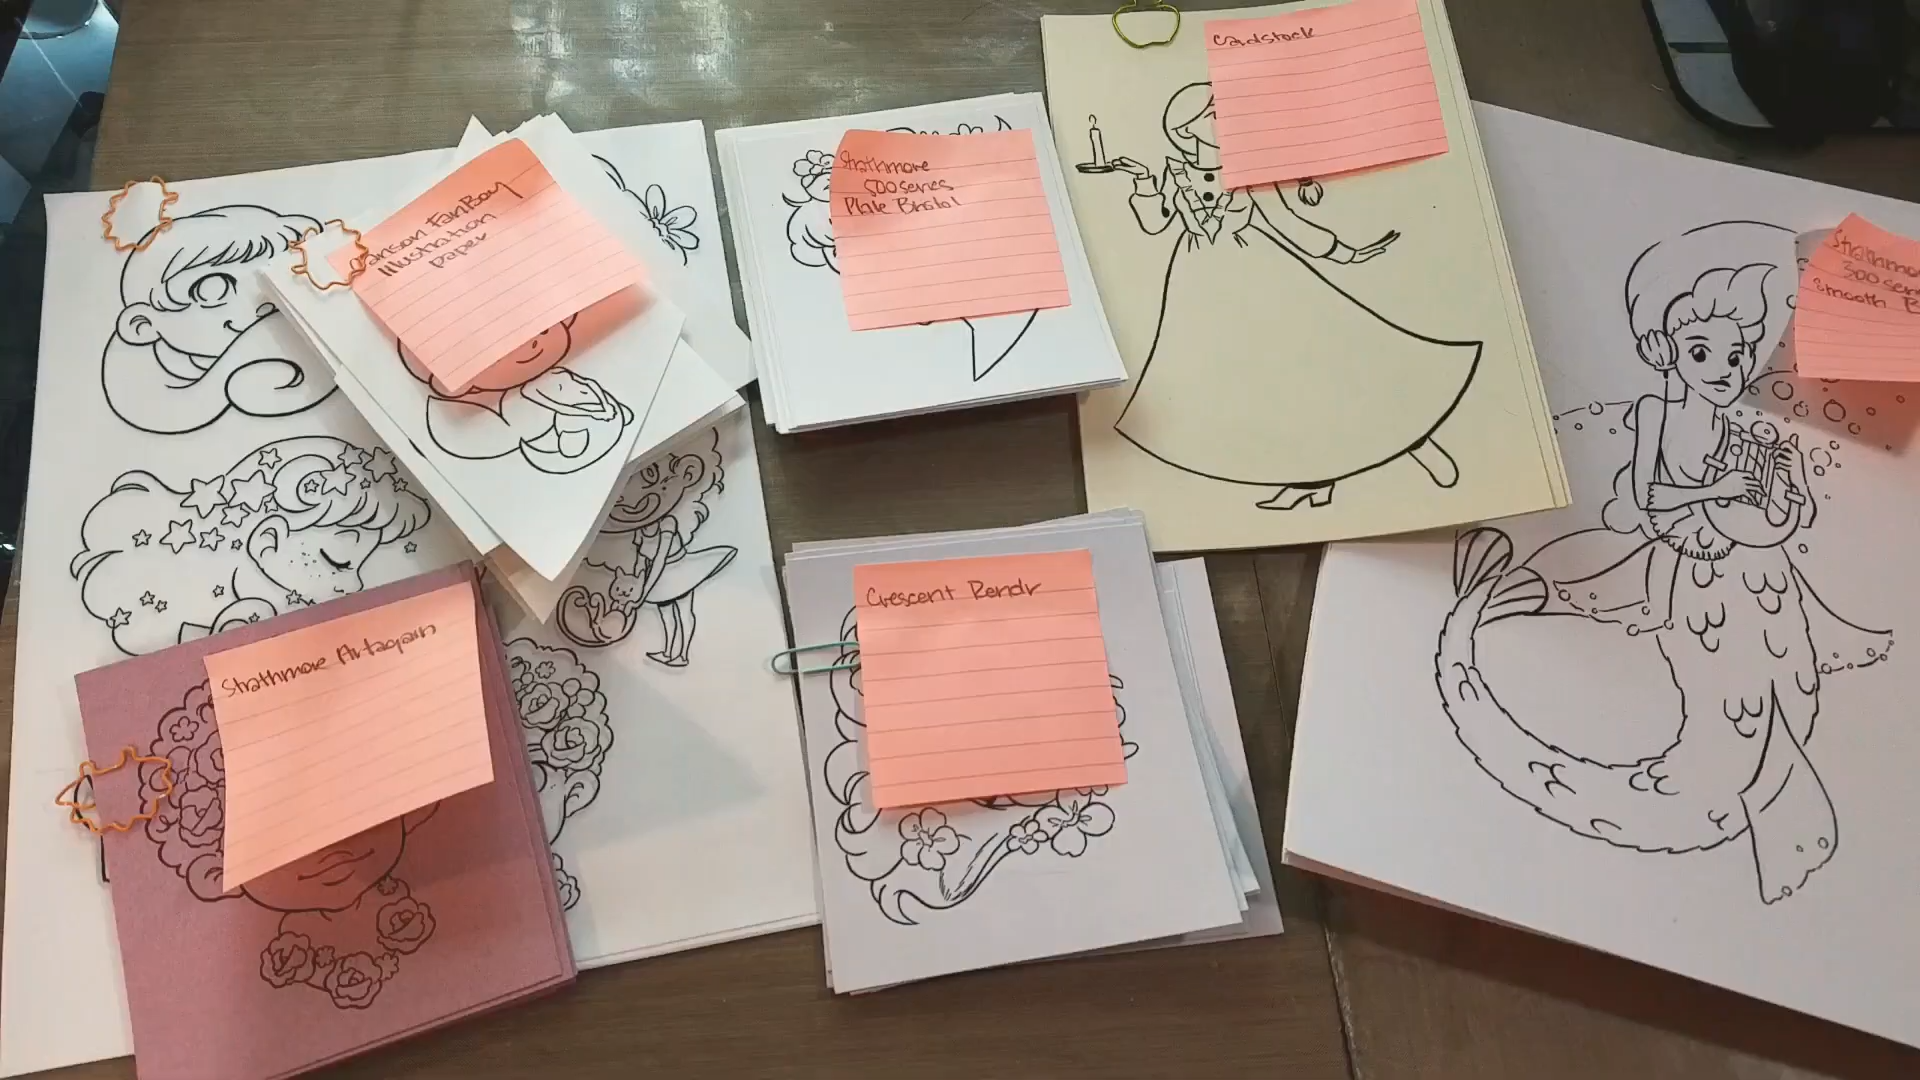 Cardstock
Strathmore
500 series
Plate Bristol
Canson FanBoy
Illustration
paper
Strathmore
300 series
Smooth B
Crescent Rendr
Strathmore Artagain